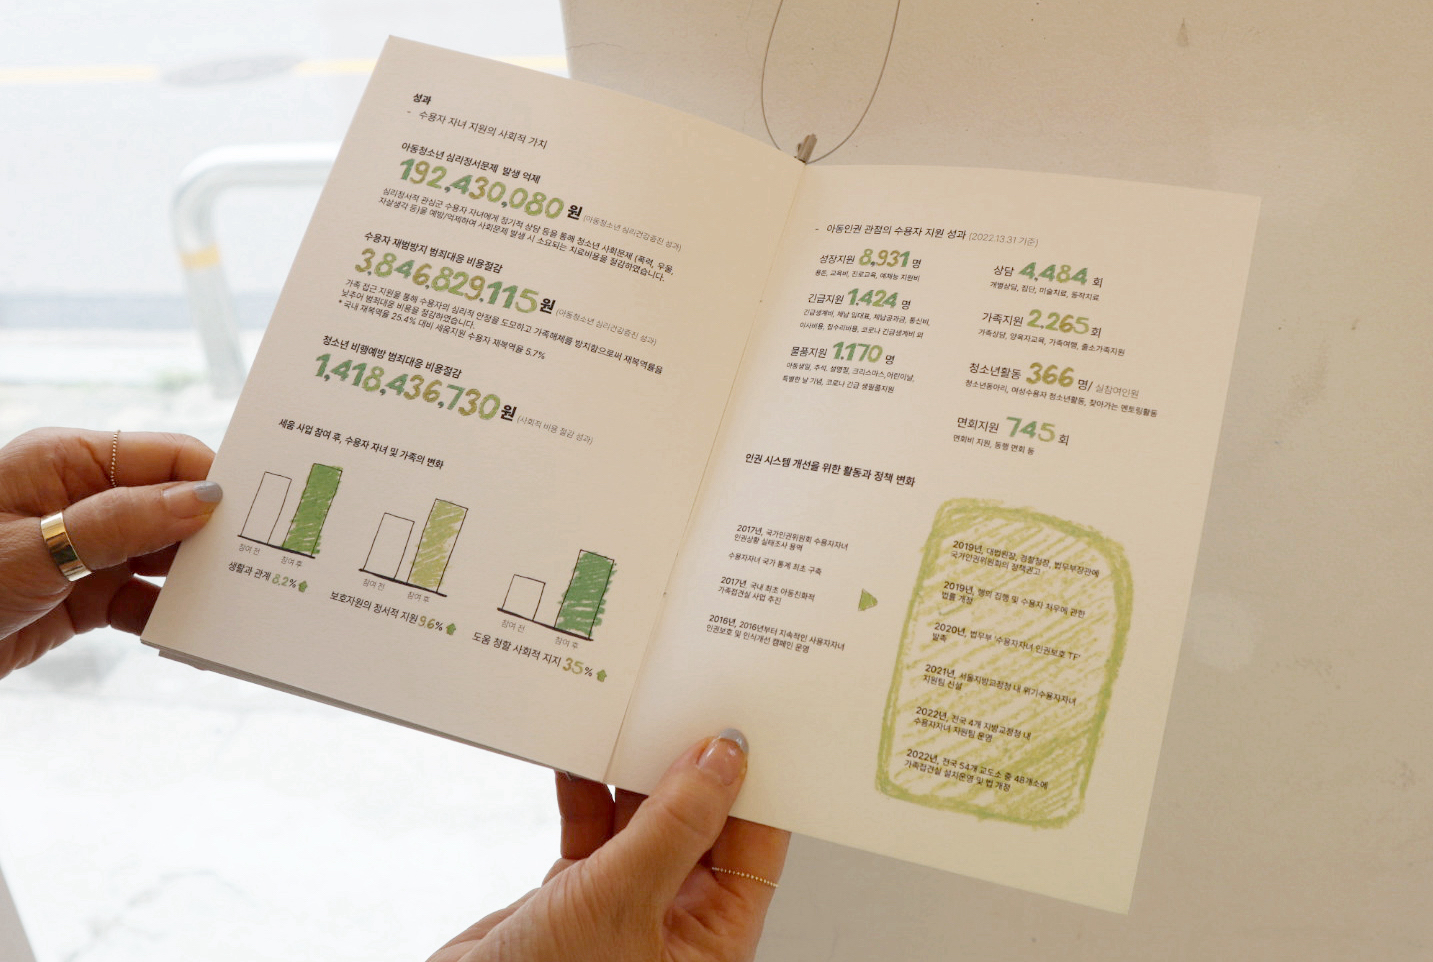 성과
- 수용자 자녀 지원의 사회적 가치
아동청소년 심리정서문제 발생 억제
192,430,080 원 (아동청소년 심리건강증진 성과)
심리정서적 관심군 수용자 자녀에게 정기적 상담 등을 통해 청소년 사회문제 (폭력, 우울,
자살생각 등)을 예방/억제하여 사회문제 발생 시 소요되는 치료비용을 절감하였습니다.
수용자 재범방지 범죄대응 비용절감
3,846,829,115 원 (아동청소년 심리건강증진 성과)
가족 접근 지원을 통해 수용자의 심리적 안정을 도모하고 가족해체를 방지함으로써 재복역률을
낮추어 범죄대응 비용을 절감하였습니다.
* 국내 재복역율 25.4% 대비 세움지원 수용자 재복역율 5.7%
청소년 비행예방 범죄대응 비용절감
1,418,436,730 원 (사회적 비용 절감 성과)
세움 사업 참여 후, 수용자 자녀 및 가족의 변화
참여 전 참여 후
생활과 관계 8.2%
참여 전 참여 후
보호자원의 정서적 지원 9.6%
참여 전 참여 후
도움 청할 사회적 지지 35%
- 아동인권 관점의 수용자 지원 성과 (2022.13.31 기준)
성장지원 8,931 명
용돈, 교육비, 진로교육, 예체능 지원비
긴급지원 1,424 명
긴급생계비, 체납 임대료, 체납공과금, 통신비,
이사비용, 집수리비용, 코로나 긴급생계비 외
물품지원 1,170 명
아동생일, 추석, 설명절, 크리스마스, 어린이날,
특별한 날 기념, 코로나 긴급 생필품지원
상담 4,484 회
개별상담, 집단, 미술치료, 동작치료
가족지원 2,265 회
가족상담, 양육자교육, 가족여행, 출소가족지원
청소년활동 366 명/ 실참여인원
청소년동아리, 여성수용자 청소년활동, 찾아가는 멘토링활동
면회지원 745 회
면회비 지원, 동행 면회 등
인권 시스템 개선을 위한 활동과 정책 변화
2017년, 국가인권위원회 수용자자녀
인권상황 실태조사 용역
수용자자녀 국가 통계 최초 구축
2017년, 국내 최초 아동친화적
가족접견실 사업 추진
2016년, 2016년부터 지속적인 사용자자녀
인권보호 및 인식개선 캠페인 운영
2019년, 대법원장, 경찰청장, 법무부장관에
국가인권위원회의 정책권고
2019년, 형의 집행 및 수용자 처우에 관한
법률 개정
2020년, 법무부 '수용자자녀 인권보호 TF'
발족
2021년, 서울지방교정청 내 위기수용자자녀
지원팀 신설
2022년, 전국 4개 지방교정청 내
수용자자녀 지원팀 운영
2022년, 전국 54개 교도소 중 48개소에
가족접견실 설치운영 및 법 개정